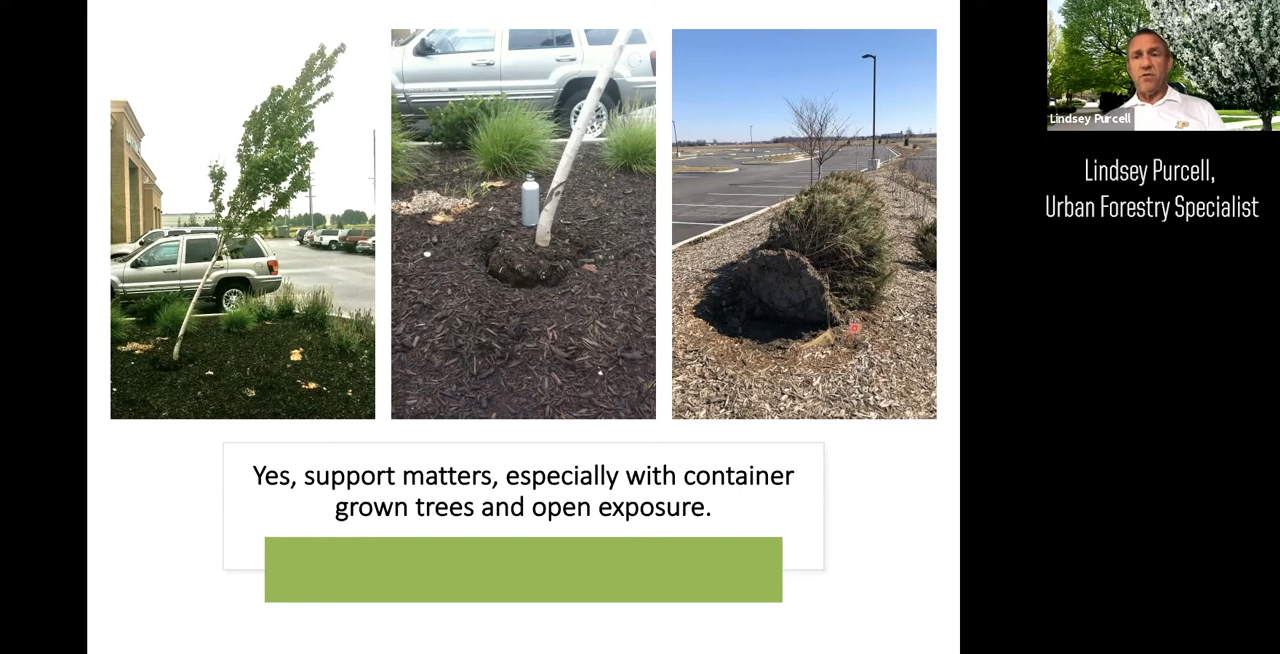 Lindsey Purcell
Lindsey Purcell,
Urban Forestry Specialist
Yes, support matters, especially with container
grown trees and open exposure.